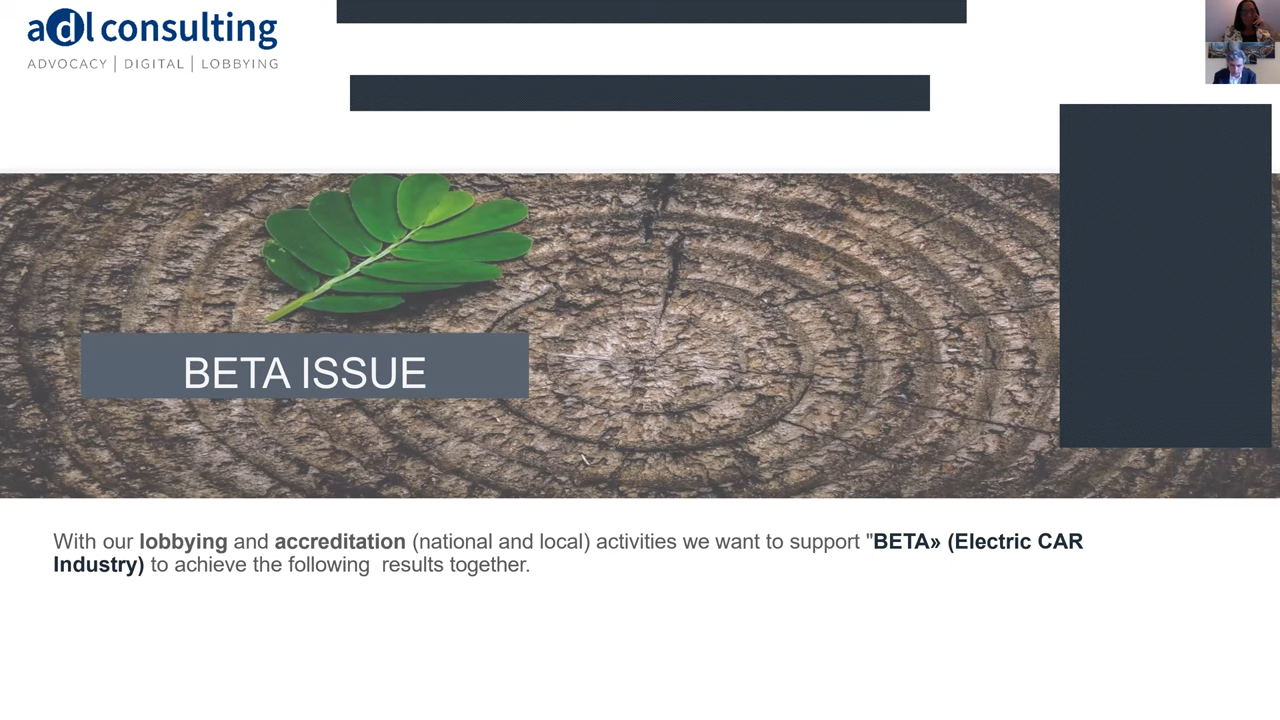 adl consulting
ADVOCACY | DIGITAL | LOBBYING
BETA ISSUE
With our lobbying and accreditation (national and local) activities we want to support "BETA» (Electric CAR
Industry) to achieve the following  results together.